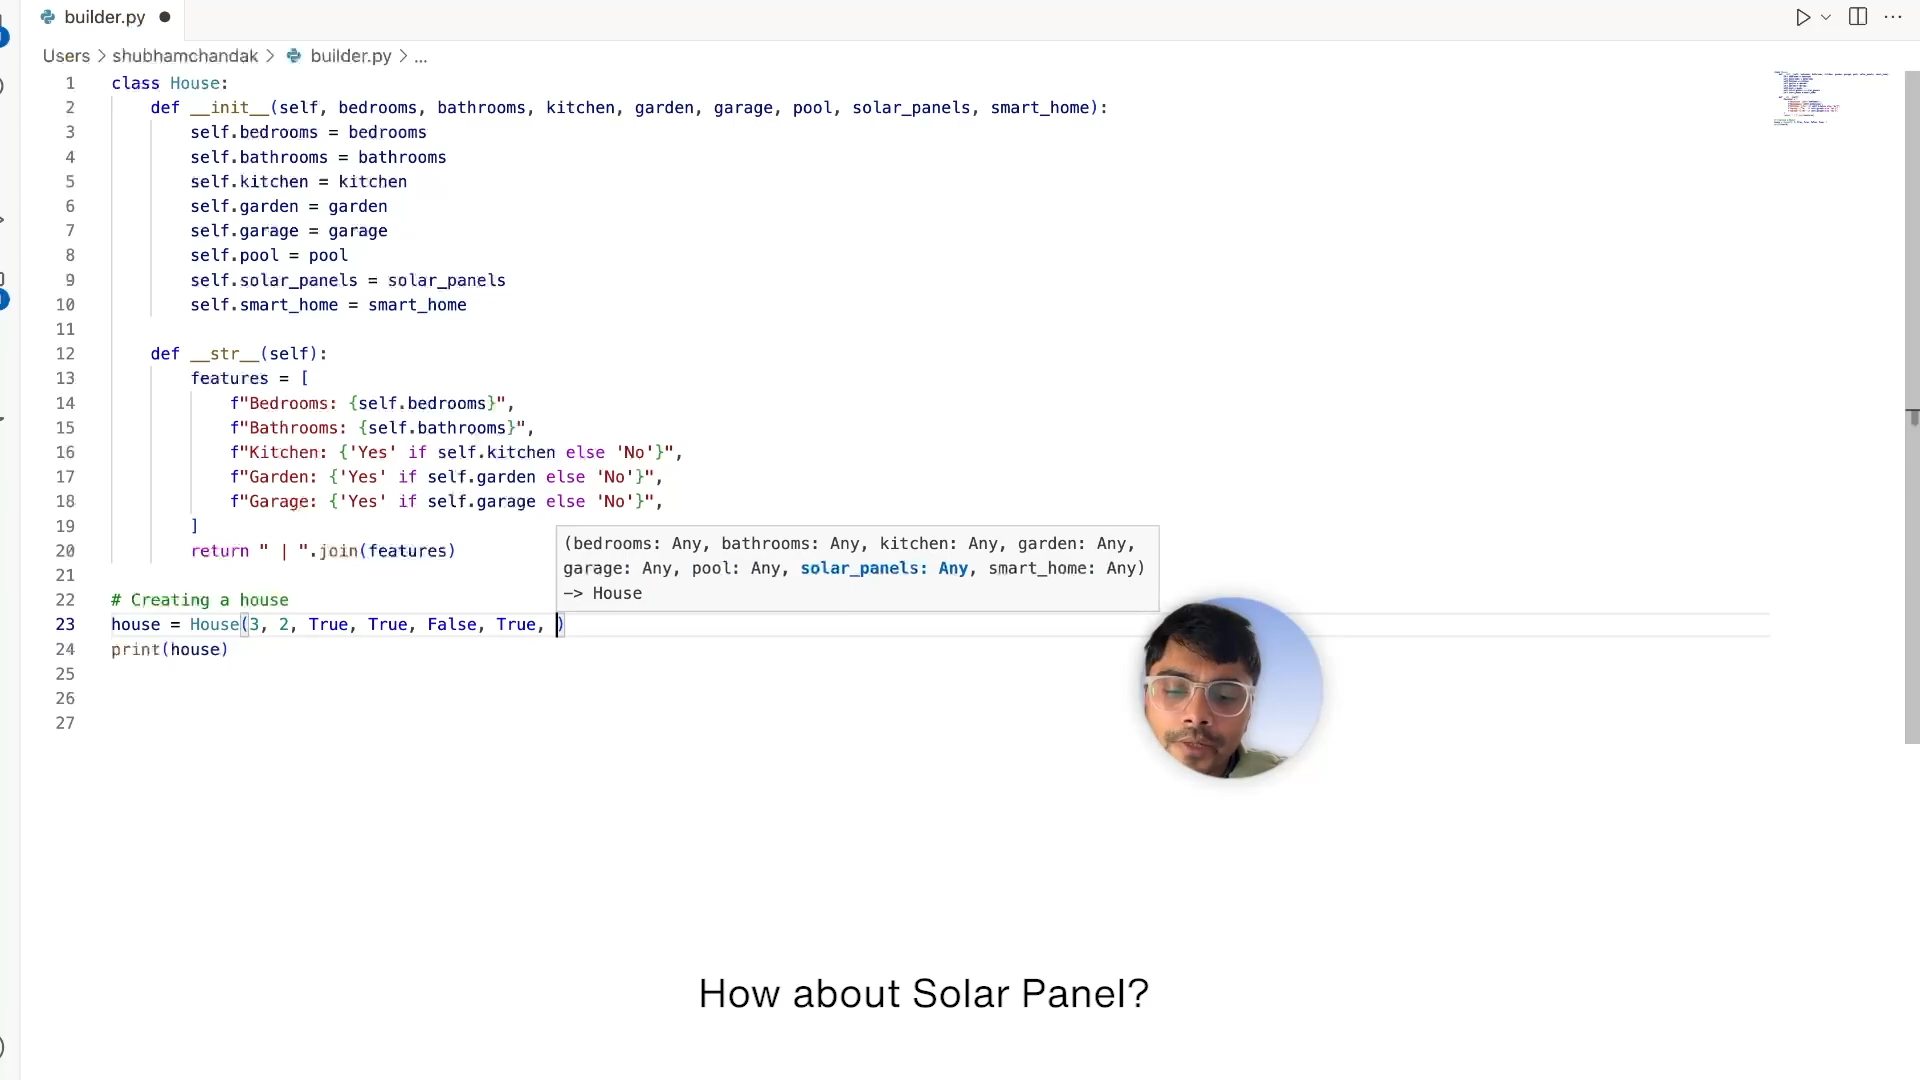 builder.py
Users > shubhamchandak > builder.py > ...
1 class House:
2 def __init__(self, bedrooms, bathrooms, kitchen, garden, garage, pool, solar_panels, smart_home):
3 self.bedrooms = bedrooms
4 self.bathrooms = bathrooms
5 self.kitchen = kitchen
6 self.garden = garden
7 self.garage = garage
8 self.pool = pool
9 self.solar_panels = solar_panels
10 self.smart_home = smart_home
11
12 def __str__(self):
13 features = [
14 f"Bedrooms: {self.bedrooms}",
15 f"Bathrooms: {self.bathrooms}",
16 f"Kitchen: {'Yes' if self.kitchen else 'No'}",
17 f"Garden: {'Yes' if self.garden else 'No'}",
18 f"Garage: {'Yes' if self.garage else 'No'}",
19 ]
20 return " | ".join(features)
(bedrooms: Any, bathrooms: Any, kitchen: Any, garden: Any,
garage: Any, pool: Any, solar_panels: Any, smart_home: Any)
-> House
21
22 # Creating a house
23 house = House(3, 2, True, True, False, True, )
24 print(house)
25
26
27
How about Solar Panel?